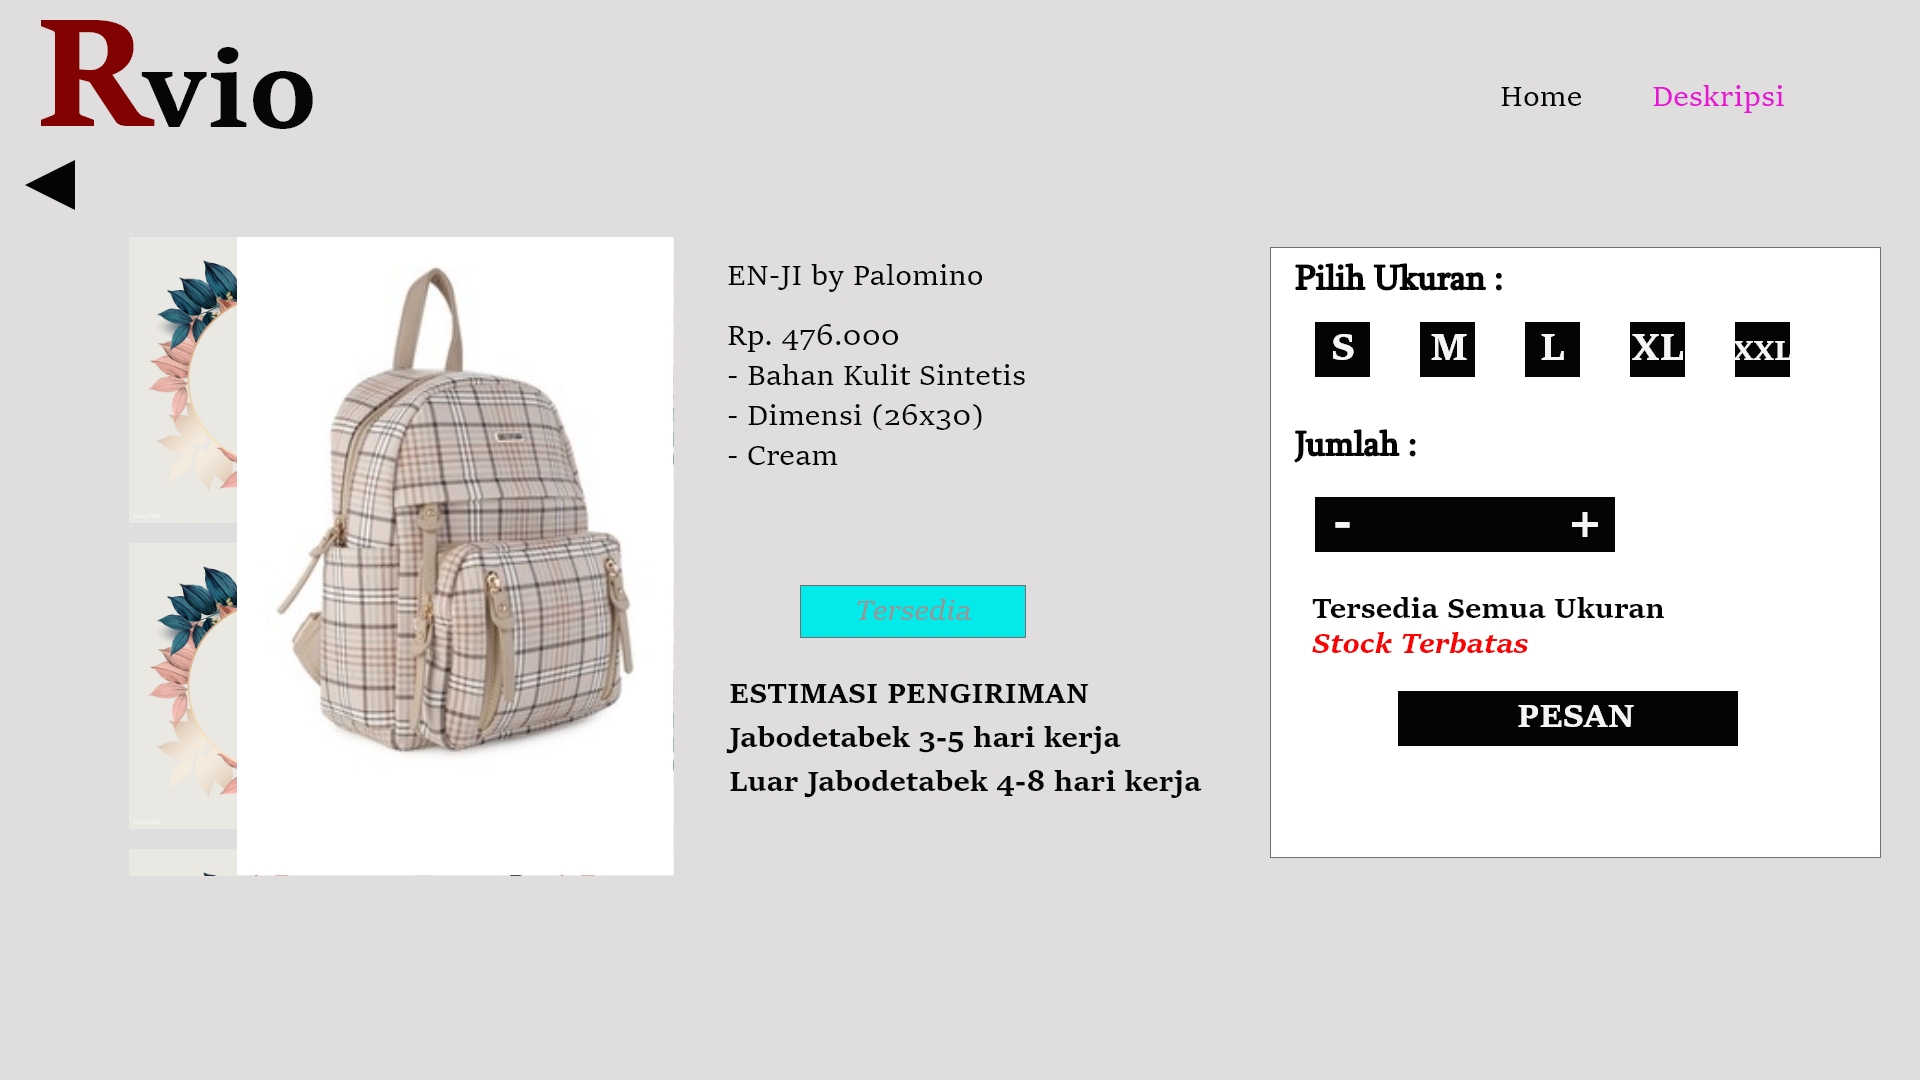 Rvio
Home
Deskripsi
EN-JI by Palomino
Rp. 476.000
- Bahan Kulit Sintetis
- Dimensi (26x30)
- Cream
Tersedia
ESTIMASI PENGIRIMAN
Jabodetabek 3-5 hari kerja
Luar Jabodetabek 4-8 hari kerja
Pilih Ukuran :
S M L XL XXL
Jumlah :
- +
Tersedia Semua Ukuran
Stock Terbatas
PESAN